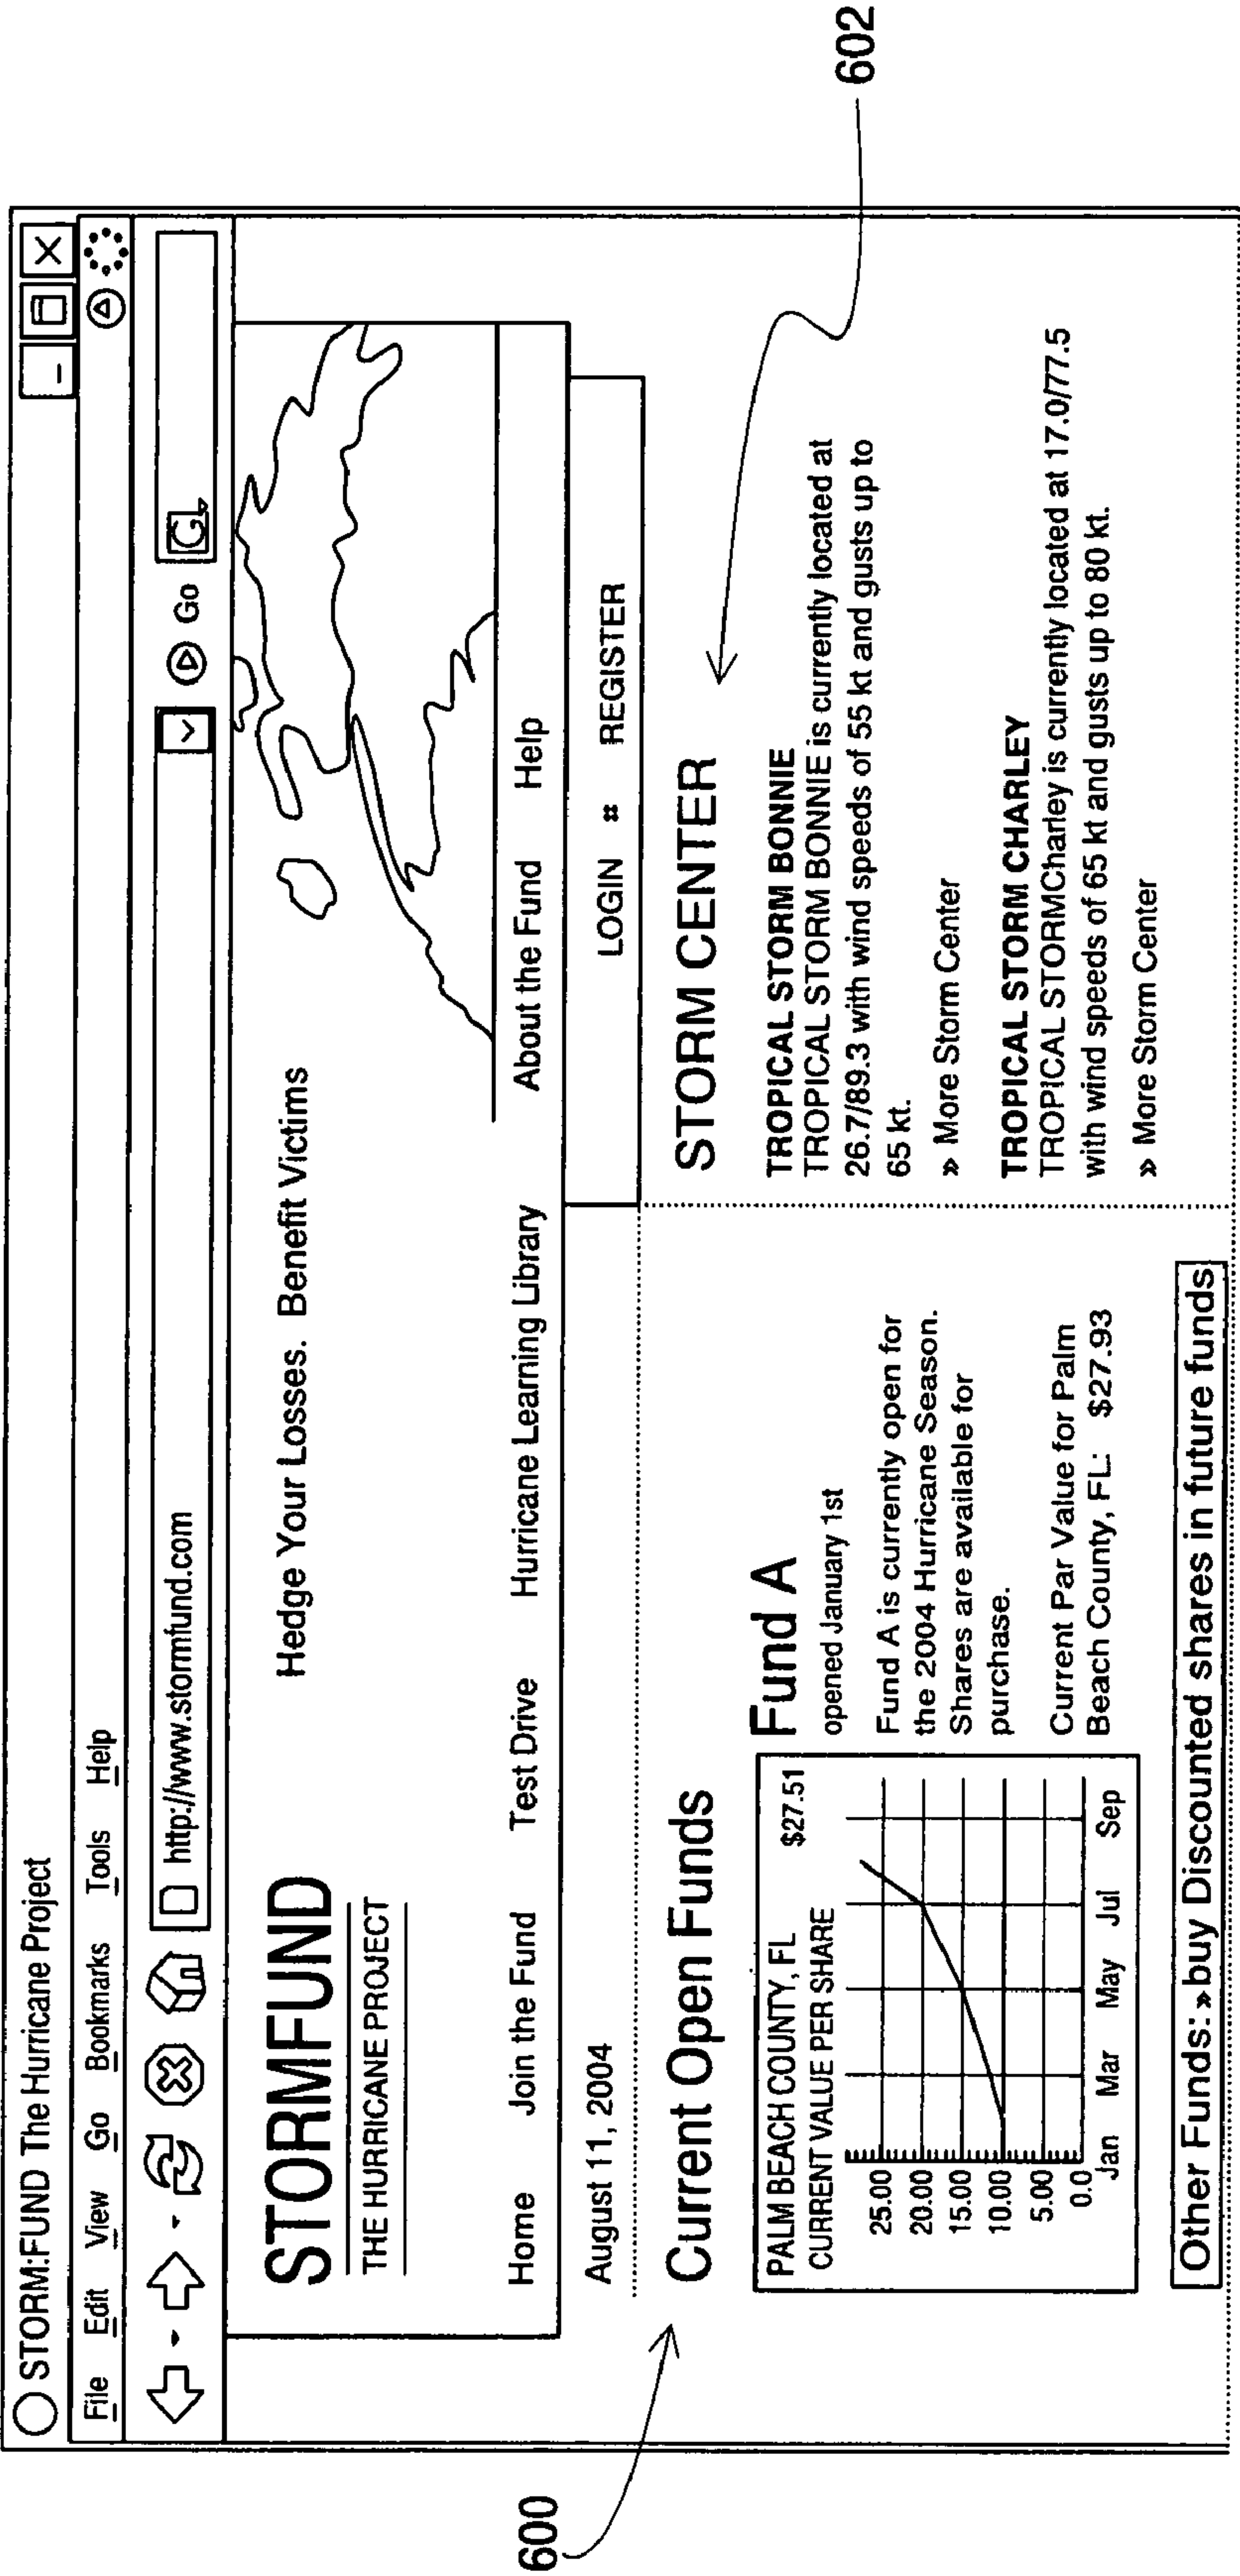 STORM:FUND The Hurricane Project
File Edit View Go Bookmarks Tools Help
http://www.stormfund.com Go G
STORMFUND
THE HURRICANE PROJECT
Hedge Your Losses. Benefit Victims
Home Join the Fund Test Drive Hurricane Learning Library About the Fund Help
August 11, 2004
LOGIN :: REGISTER
600
Current Open Funds
PALM BEACH COUNTY, FL $27.51
CURRENT VALUE PER SHARE
25.00
20.00
15.00
10.00
5.00
0.0
Jan Mar May Jul Sep
Fund A
opened January 1st
Fund A is currently open for
the 2004 Hurricane Season.
Shares are available for
purchase.
Current Par Value for Palm
Beach County, FL: $27.93
Other Funds: » buy Discounted shares in future funds
602
STORM CENTER
TROPICAL STORM BONNIE
TROPICAL STORM BONNIE is currently located at
26.7/89.3 with wind speeds of 55 kt and gusts up to
65 kt.
» More Storm Center
TROPICAL STORM CHARLEY
TROPICAL STORMCharley is currently located at 17.0/77.5
with wind speeds of 65 kt and gusts up to 80 kt.
» More Storm Center